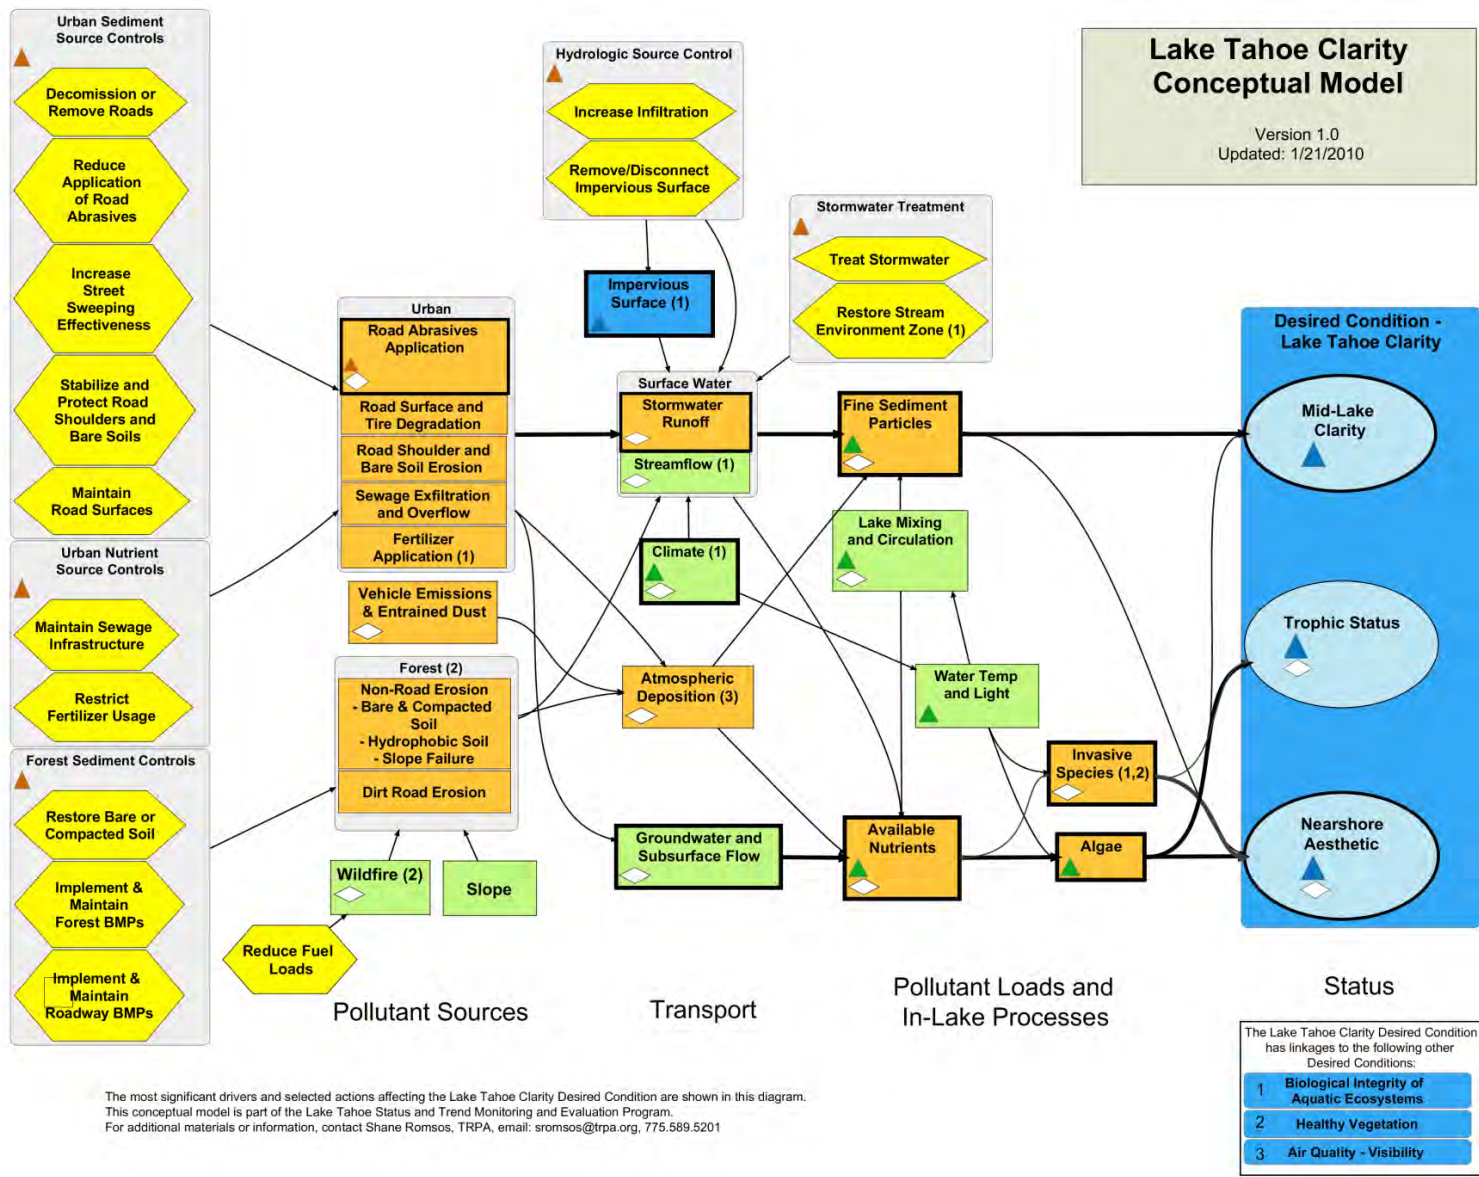 Lake Tahoe Clarity
Conceptual Model
Version 1.0
Updated: 1/21/2010
Urban Sediment
Source Controls
Decomission or
Remove Roads
Reduce
Application
of Road
Abrasives
Increase
Street
Sweeping
Effectiveness
Stabilize and
Protect Road
Shoulders and
Bare Soils
Maintain
Road Surfaces
Urban Nutrient
Source Controls
Maintain Sewage
Infrastructure
Restrict
Fertilizer Usage
Forest Sediment Controls
Restore Bare or
Compacted Soil
Implement &
Maintain
Forest BMPs
Implement &
Maintain
Roadway BMPs
Urban
Road Abrasives
Application
Road Surface and
Tire Degradation
Road Shoulder and
Bare Soil Erosion
Sewage Exfiltration
and Overflow
Fertilizer
Application (1)
Vehicle Emissions
& Entrained Dust
Forest (2)
Non-Road Erosion
- Bare & Compacted
Soil
- Hydrophobic Soil
- Slope Failure
Dirt Road Erosion
Wildfire (2)
Slope
Reduce Fuel
Loads
Pollutant Sources
Hydrologic Source Control
Increase Infiltration
Remove/Disconnect
Impervious Surface
Impervious
Surface (1)
Stormwater Treatment
Treat Stormwater
Restore Stream
Environment Zone (1)
Surface Water
Stormwater
Runoff
Streamflow (1)
Climate (1)
Atmospheric
Deposition (3)
Groundwater and
Subsurface Flow
Transport
Fine Sediment
Particles
Lake Mixing
and Circulation
Water Temp
and Light
Invasive
Species (1,2)
Available
Nutrients
Algae
Pollutant Loads and
In-Lake Processes
Desired Condition -
Lake Tahoe Clarity
Mid-Lake
Clarity
Trophic Status
Nearshore
Aesthetic
Status
The Lake Tahoe Clarity Desired Condition
has linkages to the following other
Desired Conditions:
1 Biological Integrity of
Aquatic Ecosystems
2 Healthy Vegetation
3 Air Quality - Visibility
The most significant drivers and selected actions affecting the Lake Tahoe Clarity Desired Condition are shown in this diagram.
This conceptual model is part of the Lake Tahoe Status and Trend Monitoring and Evaluation Program.
For additional materials or information, contact Shane Romsos, TRPA, email: sromsos@trpa.org, 775.589.5201